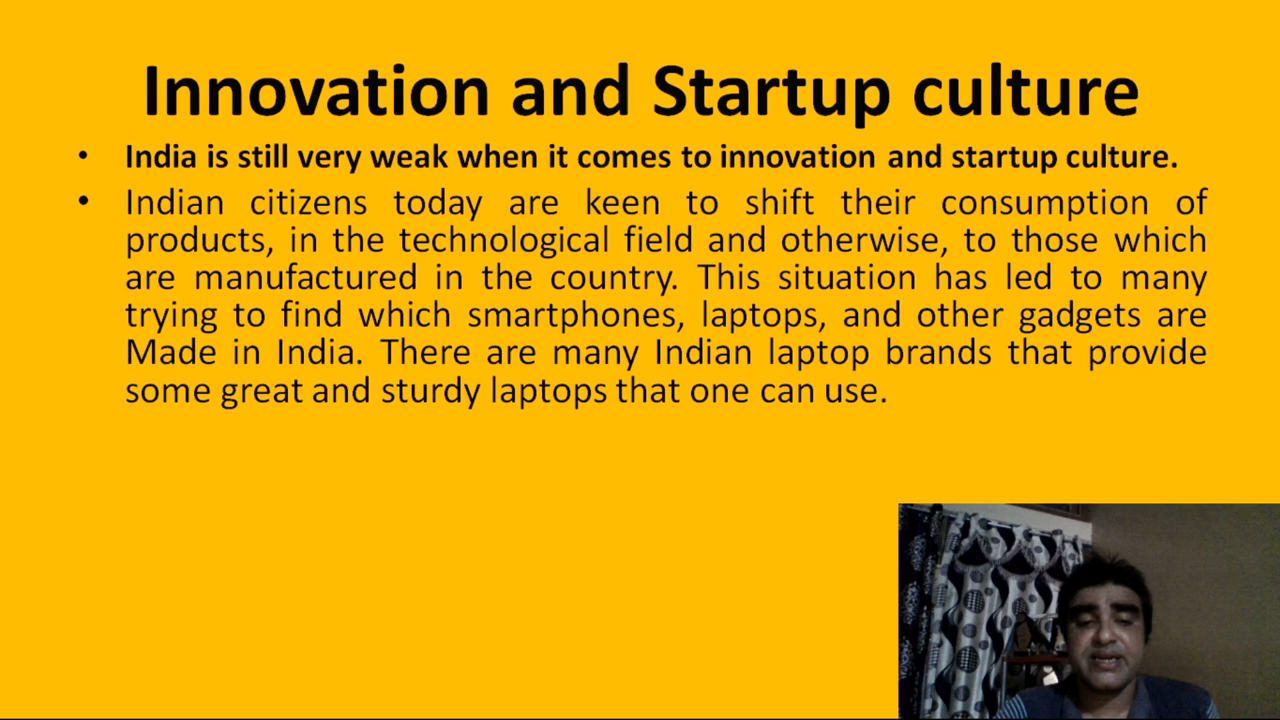 Innovation and Startup culture
• India is still very weak when it comes to innovation and startup culture.
• Indian citizens today are keen to shift their consumption of
products, in the technological field and otherwise, to those which
are manufactured in the country. This situation has led to many
trying to find which smartphones, laptops, and other gadgets are
Made in India. There are many Indian laptop brands that provide
some great and sturdy laptops that one can use.